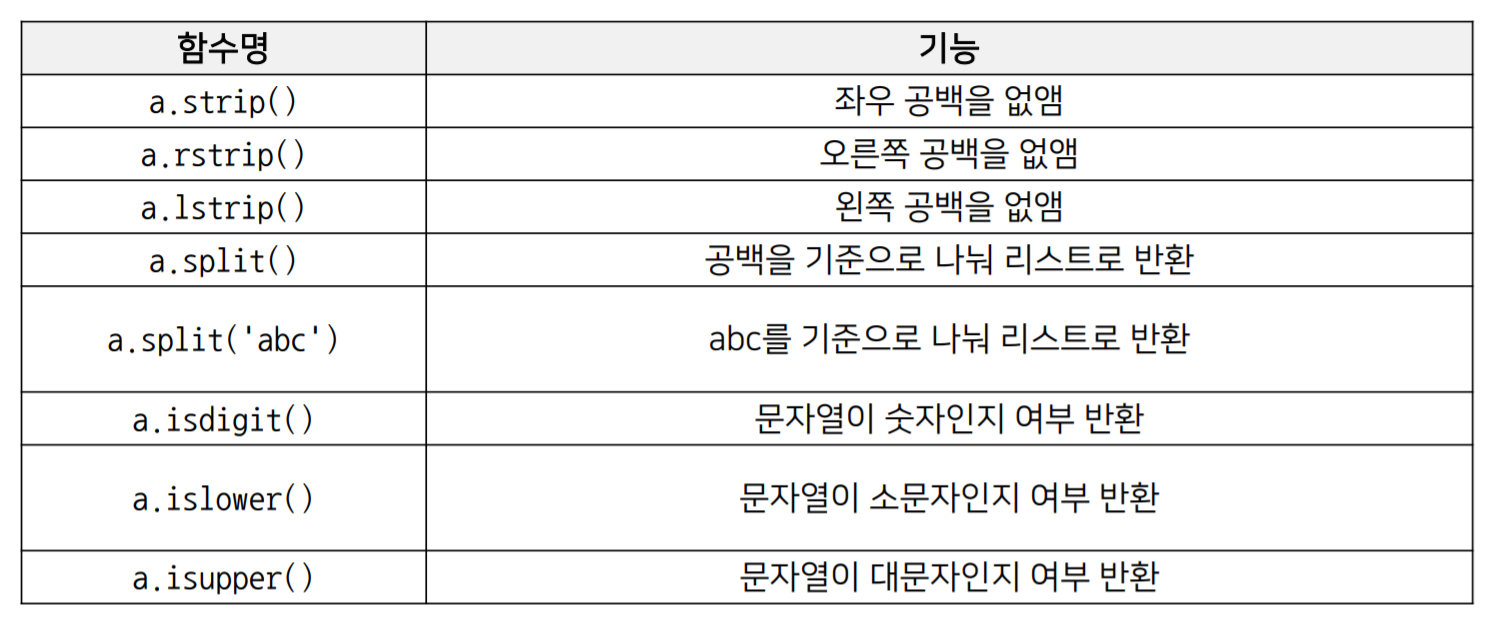 함수명 기능
a.strip() 좌우 공백을 없앰
a.rstrip() 오른쪽 공백을 없앰
a.lstrip() 왼쪽 공백을 없앰
a.split() 공백을 기준으로 나눠 리스트로 반환
a.split('abc') abc를 기준으로 나눠 리스트로 반환
a.isdigit() 문자열이 숫자인지 여부 반환
a.islower() 문자열이 소문자인지 여부 반환
a.isupper() 문자열이 대문자인지 여부 반환